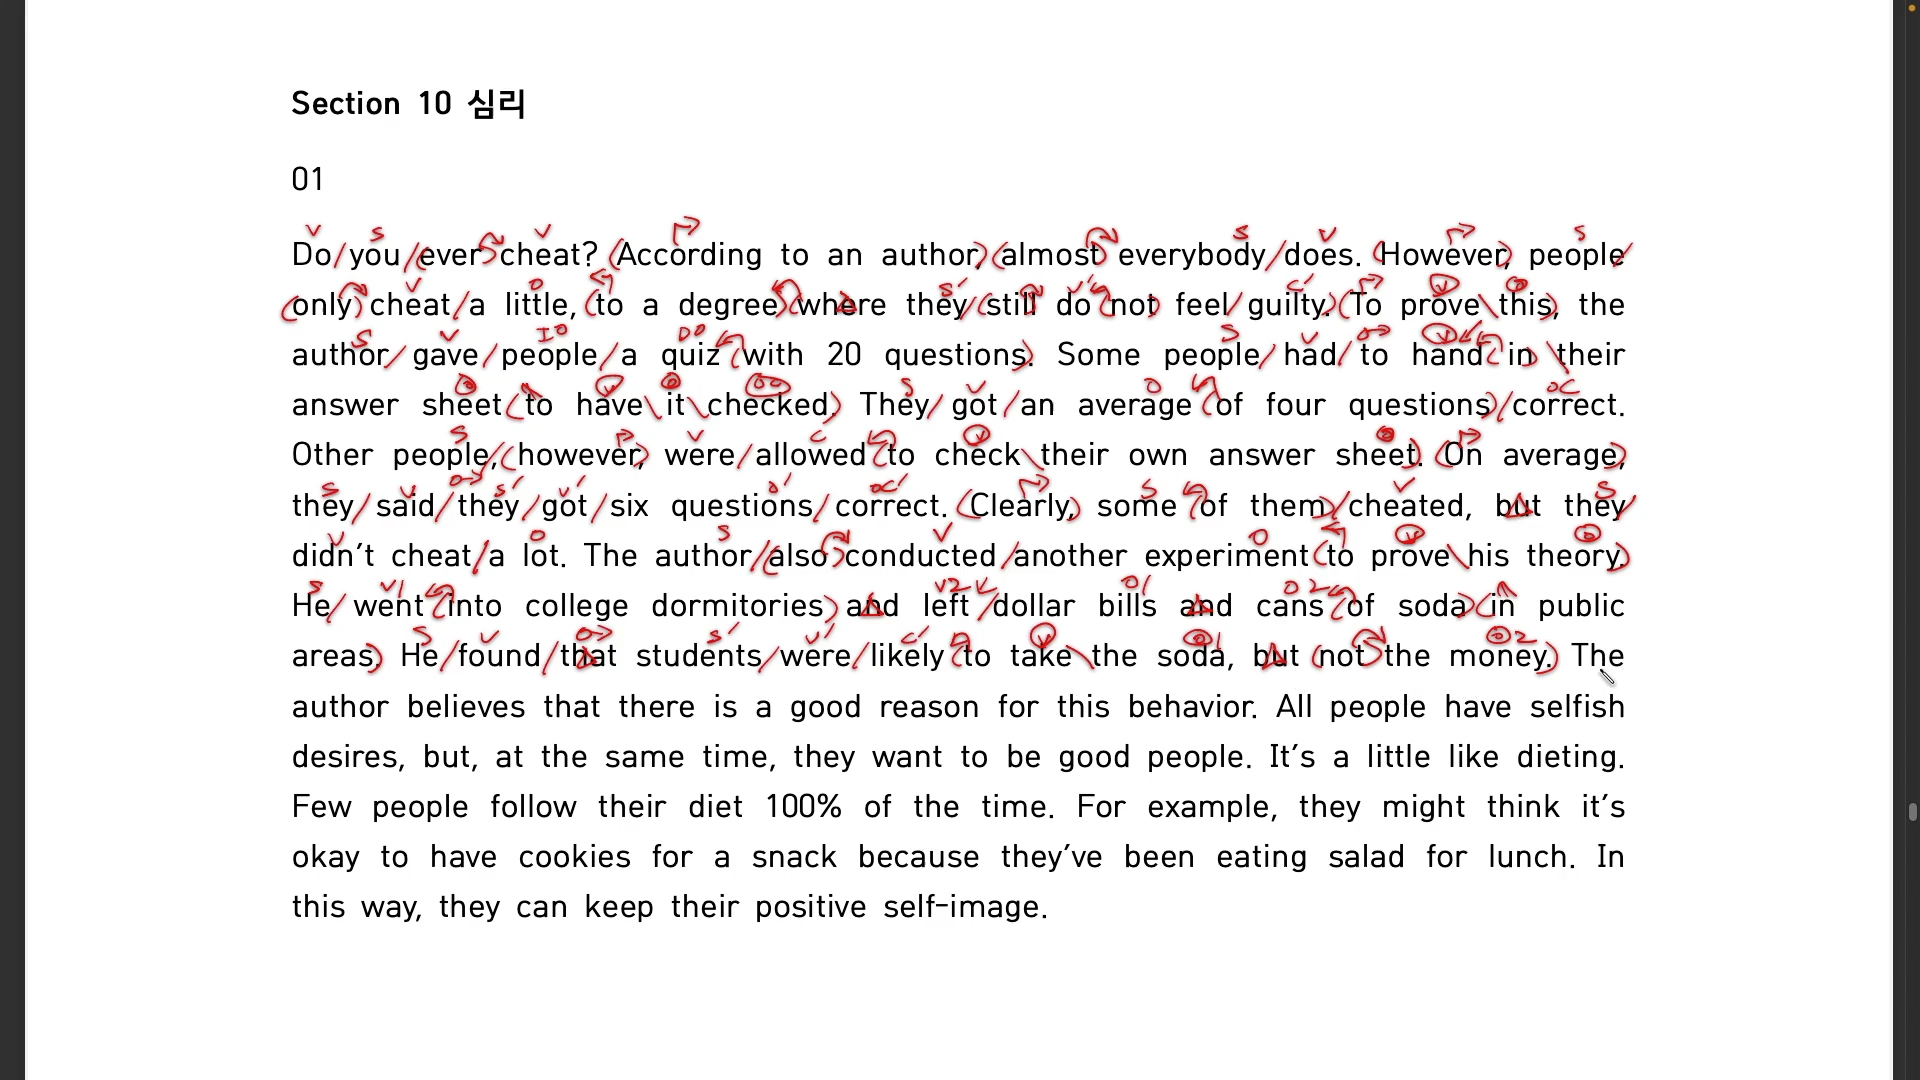 Section 10 심리
01
Do you ever cheat? According to an author, almost everybody does. However, people
only cheat a little, to a degree where they still do not feel guilty. To prove this, the
author gave people a quiz with 20 questions. Some people had to hand in their
answer sheet to have it checked. They got an average of four questions correct.
Other people, however, were allowed to check their own answer sheet. On average,
they said they got six questions correct. Clearly, some of them cheated, but they
didn't cheat a lot. The author also conducted another experiment to prove his theory.
He went into college dormitories and left dollar bills and cans of soda in public
areas. He found that students were likely to take the soda, but not the money. The
author believes that there is a good reason for this behavior. All people have selfish
desires, but, at the same time, they want to be good people. It's a little like dieting.
Few people follow their diet 100% of the time. For example, they might think it's
okay to have cookies for a snack because they've been eating salad for lunch. In
this way, they can keep their positive self-image.